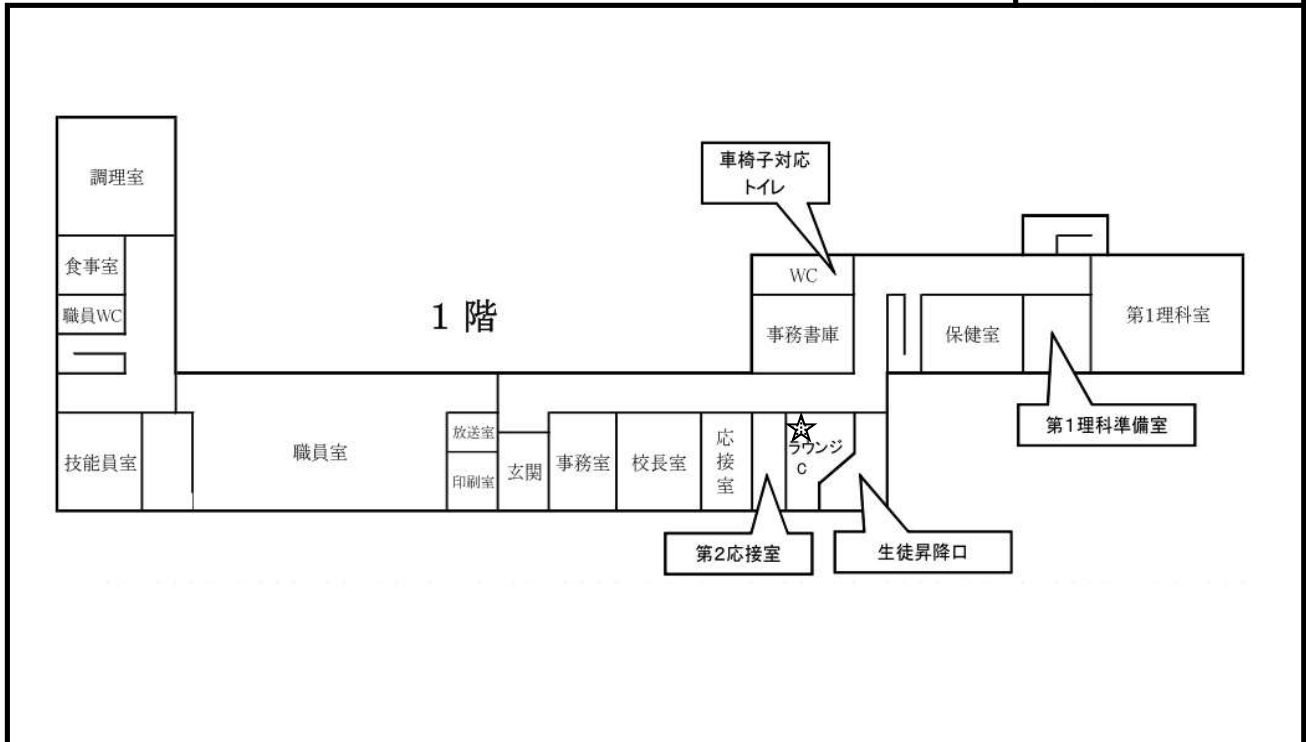 調理室
食事室
職員WC
技能員室
1 階
職員室
放送室
印刷室
玄関
事務室
校長室
応接室
車椅子対応
トイレ
WC
事務書庫
ラウンジ
C
保健室
第1理科室
第1理科準備室
第2応接室
生徒昇降口